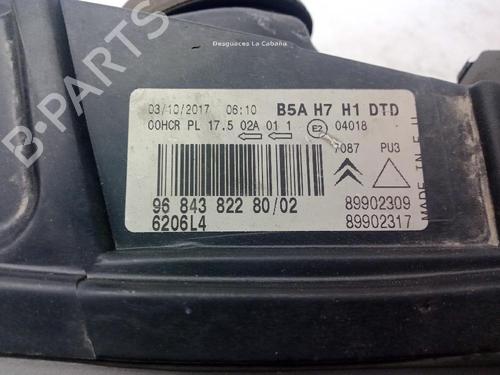 Desguaces La Cabaña
03/10/2017 06:10 B5A H7 H1 DTD
00HCR PL 17.5 02A 01 1 E2 04018
7087 PU3
96 843 822 80/02 89902309
6206L4 89902317
MADE IN E.U
B-PARTS